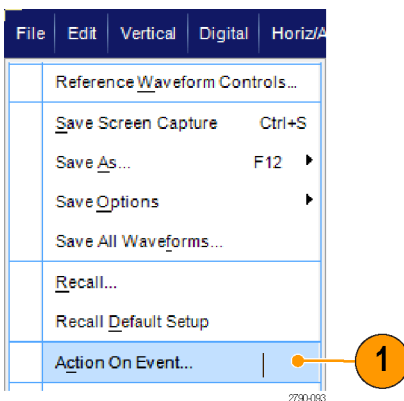 File Edit Vertical Digital Horiz/A
Reference Waveform Controls...
Save Screen Capture Ctrl+S
Save As... F12
Save Options
Save All Waveforms...
Recall...
Recall Default Setup
Action On Event...
1
2790-093